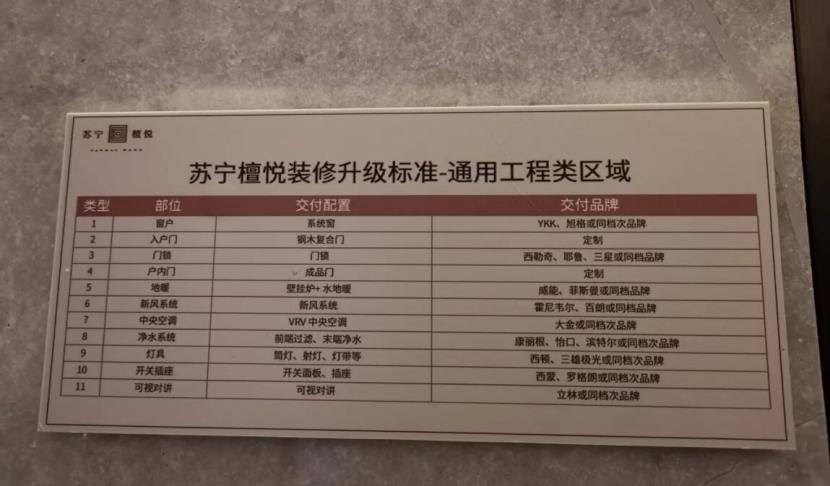 苏宁 檀悦
苏宁檀悦装修升级标准-通用工程类区域
类型 部位 交付配置 交付品牌
1 窗户 系统窗 YKK、旭格或同档次品牌
2 入户门 钢木复合门 定制
3 门锁 门锁 西勒奇、耶鲁、三星或同档次品牌
4 户内门 成品门 定制
5 地暖 壁挂炉+水地暖 威能、菲斯曼或同档次品牌
6 新风系统 新风系统 霍尼韦尔、百朗或同档次品牌
7 中央空调 VRV 中央空调 大金或同档次品牌
8 净水系统 前端过滤、末端净水 康丽根、怡口、滨特尔或同档次品牌
9 灯具 筒灯、射灯、灯带等 西顿、三雄极光或同档次品牌
10 开关插座 开关面板、插座 西蒙、罗格朗或同档次品牌
11 可视对讲 可视对讲 立林或同档次品牌